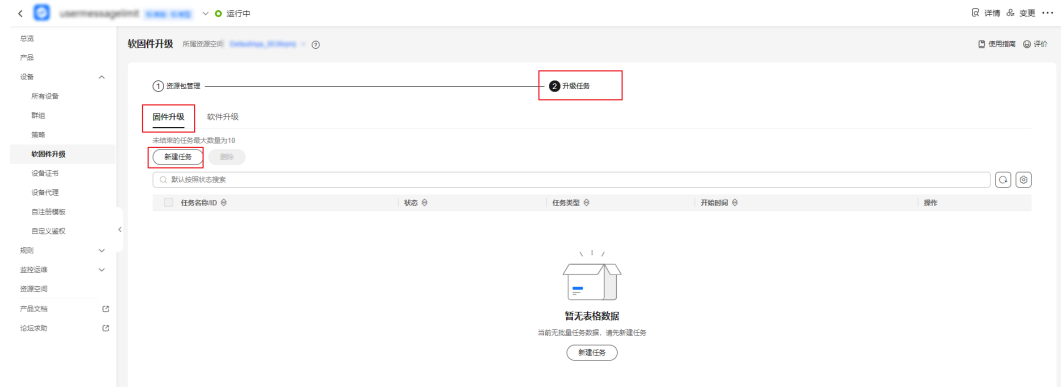 usermessagelimit 运行中 详情 变更
总览
产品
设备
所有设备
群组
策略
软固件升级
设备证书
设备代理
自注册模板
自定义鉴权
规则
监控运维
资源空间
产品文档
论坛求助
软固件升级 所属资源空间 使用指南 评价
1 资源包管理 2 升级任务
固件升级 软件升级
未结束的任务最大数量为10
新建任务 删除
默认按照状态搜索
任务名称/ID 状态 任务类型 开始时间 操作
暂无表格数据
当前无批量任务数据，请先新建任务
新建任务